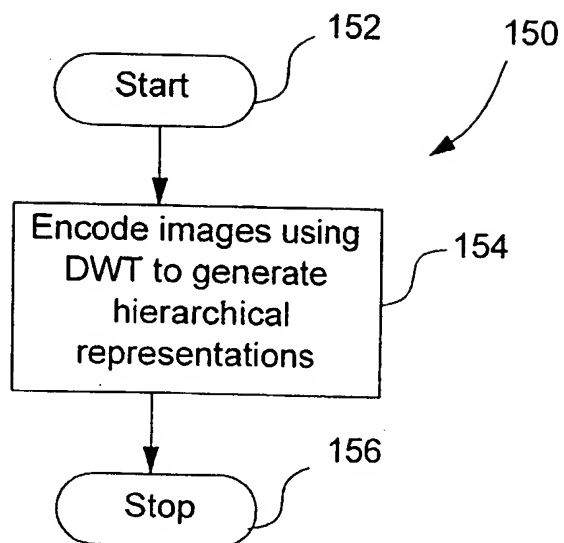 152
150
Start
Encode images using
DWT to generate
hierarchical
representations
154
156
Stop